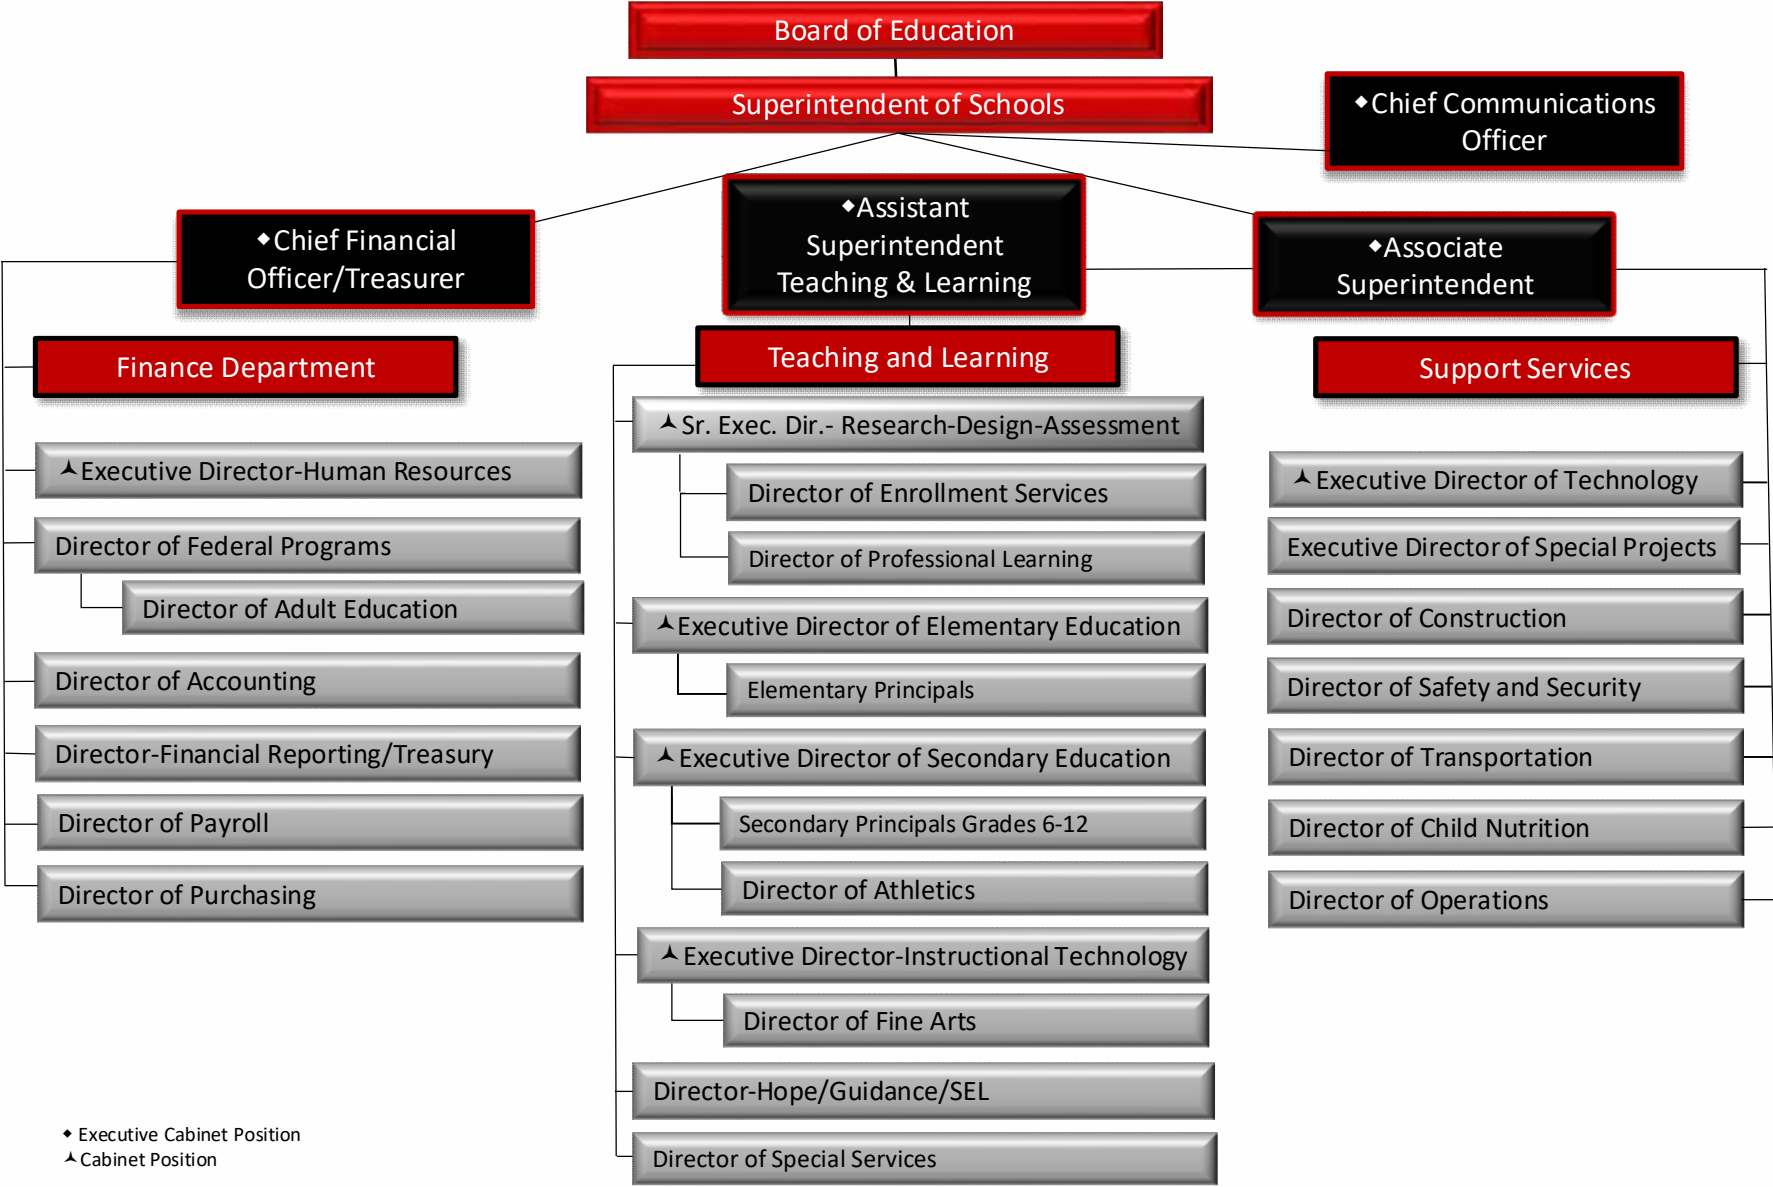 Board of Education
Superintendent of Schools
◆Chief Communications
Officer
◆Chief Financial
Officer/Treasurer
◆Assistant
Superintendent
Teaching & Learning
◆Associate
Superintendent
Finance Department
Executive Director-Human Resources
Director of Federal Programs
Director of Adult Education
Director of Accounting
Director-Financial Reporting/Treasury
Director of Payroll
Director of Purchasing
Teaching and Learning
Sr. Exec. Dir.- Research-Design-Assessment
Director of Enrollment Services
Director of Professional Learning
Executive Director of Elementary Education
Elementary Principals
Executive Director of Secondary Education
Secondary Principals Grades 6-12
Director of Athletics
Executive Director-Instructional Technology
Director of Fine Arts
Director-Hope/Guidance/SEL
Director of Special Services
Support Services
Executive Director of Technology
Executive Director of Special Projects
Director of Construction
Director of Safety and Security
Director of Transportation
Director of Child Nutrition
Director of Operations
◆ Executive Cabinet Position
Cabinet Position